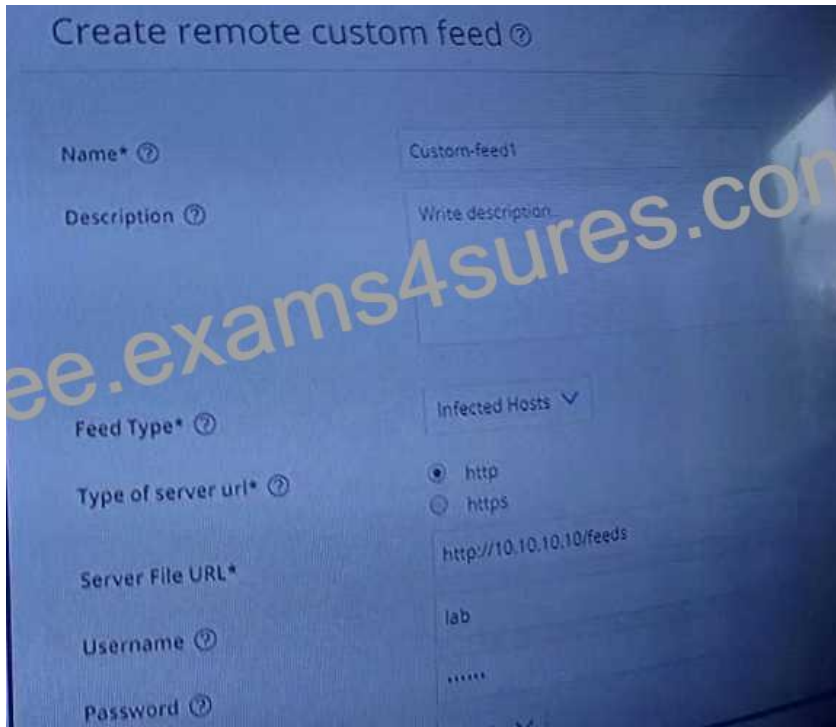 Create remote custom feed ?
Name* ? Custom-feed1
Description ? Write description...
ee.exams4sures.com
Feed Type* ? Infected Hosts
Type of server url* ? http
https
Server File URL* http://10.10.10.10/feeds
Username ? lab
Password ? ••••••